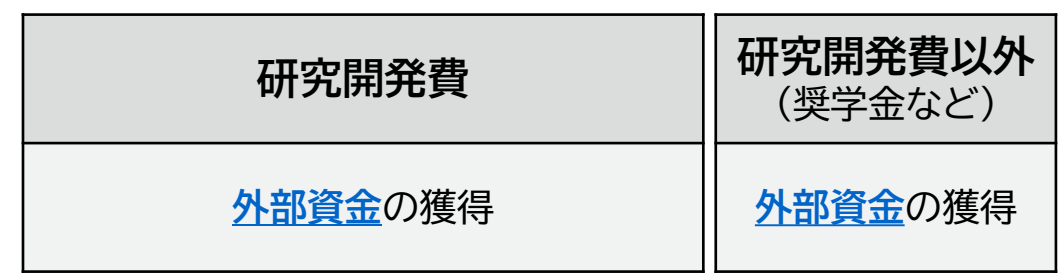 研究開発費
研究開発費以外
（奨学金など）
外部資金の獲得
外部資金の獲得